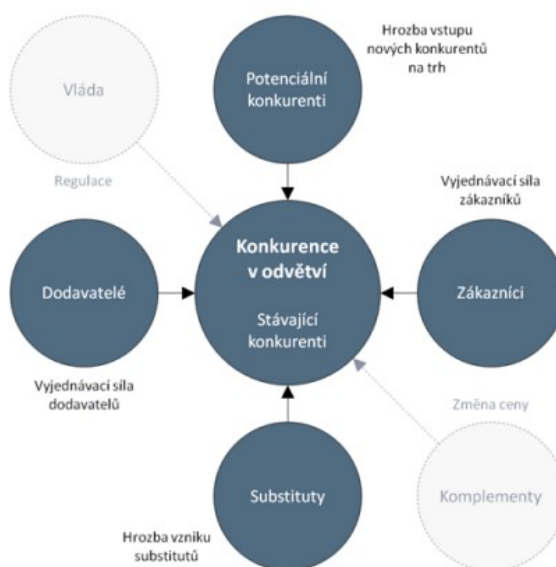 Hrozba vstupu
nových konkurentů
na trh
Potenciální
konkurenti
Vláda
Regulace
Vyjednávací síla
zákazníků
Konkurence
v odvětví
Stávající
konkurenti
Dodavatelé
Zákazníci
Vyjednávací síla
dodavatelů
Změna ceny
Substituty
Komplementy
Hrozba vzniku
substitutů